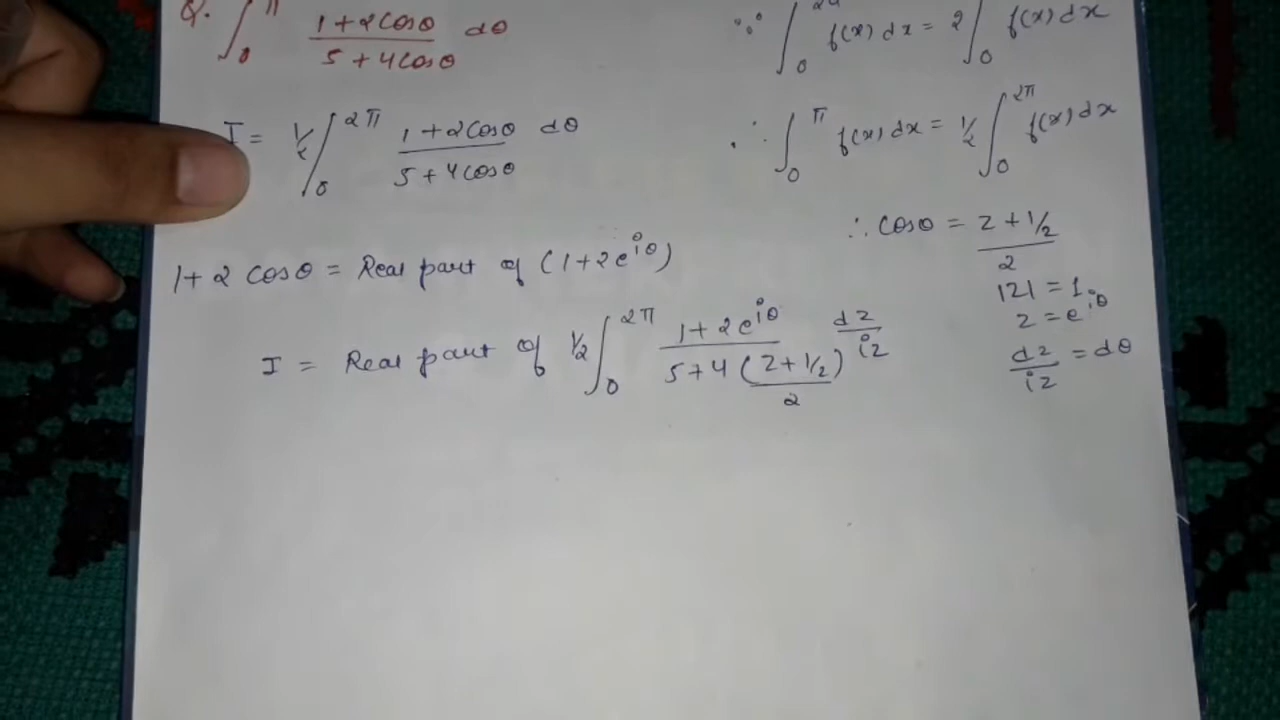 Q. ∫₀^π (1+2cosθ)/(5+4cosθ) dθ
∵ ∫₀^2a f(x)dx = 2∫₀ f(x)dx
I = ½∫₀^2π (1+2cosθ)/(5+4cosθ) dθ
∴ ∫₀^π f(x)dx = ½∫₀^2π f(x)dx
∴ cosθ = (z+1/z)/2
1+2cosθ = Real part of (1+2e^iθ)
|z| = 1
z = e^iθ
dz/iz = dθ
I = Real part of ½∫₀^2π (1+2e^iθ)/(5+4(z+1/z)/2) dz/iz